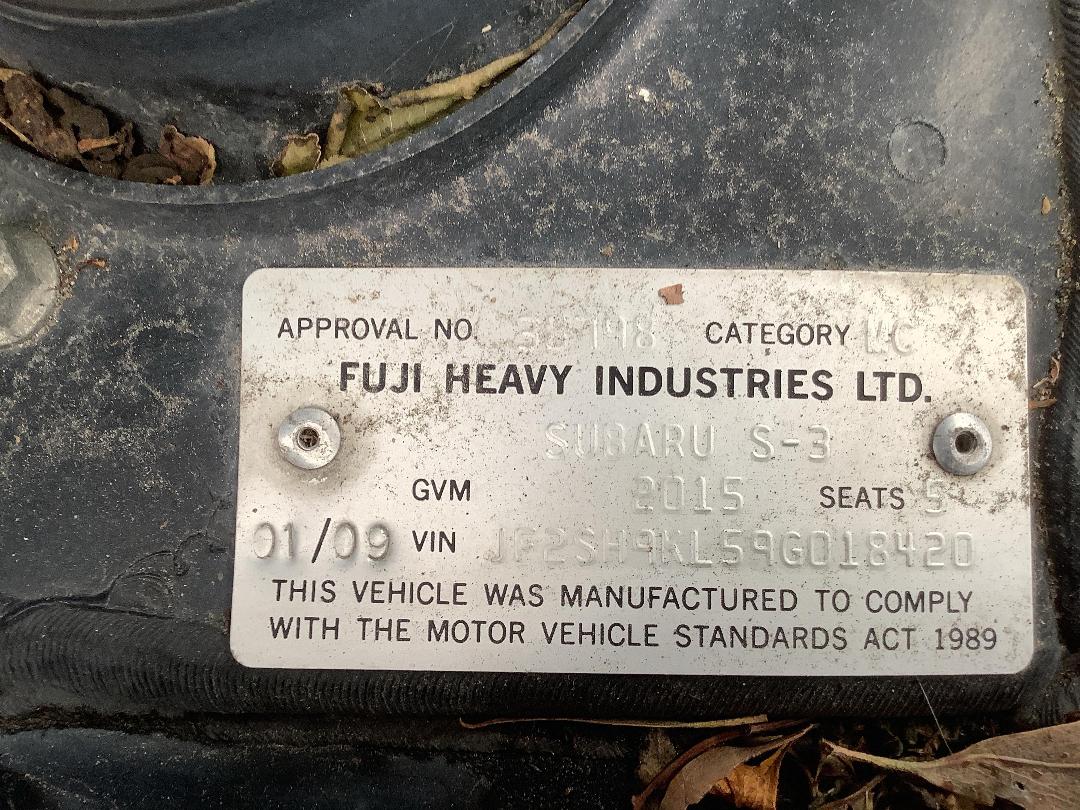 APPROVAL NO. CATEGORY MC
FUJI HEAVY INDUSTRIES LTD.
SUBARU S-3
GVM 2015 SEATS 5
01/09 VIN JF2SH9KL59G018420
THIS VEHICLE WAS MANUFACTURED TO COMPLY
WITH THE MOTOR VEHICLE STANDARDS ACT 1989